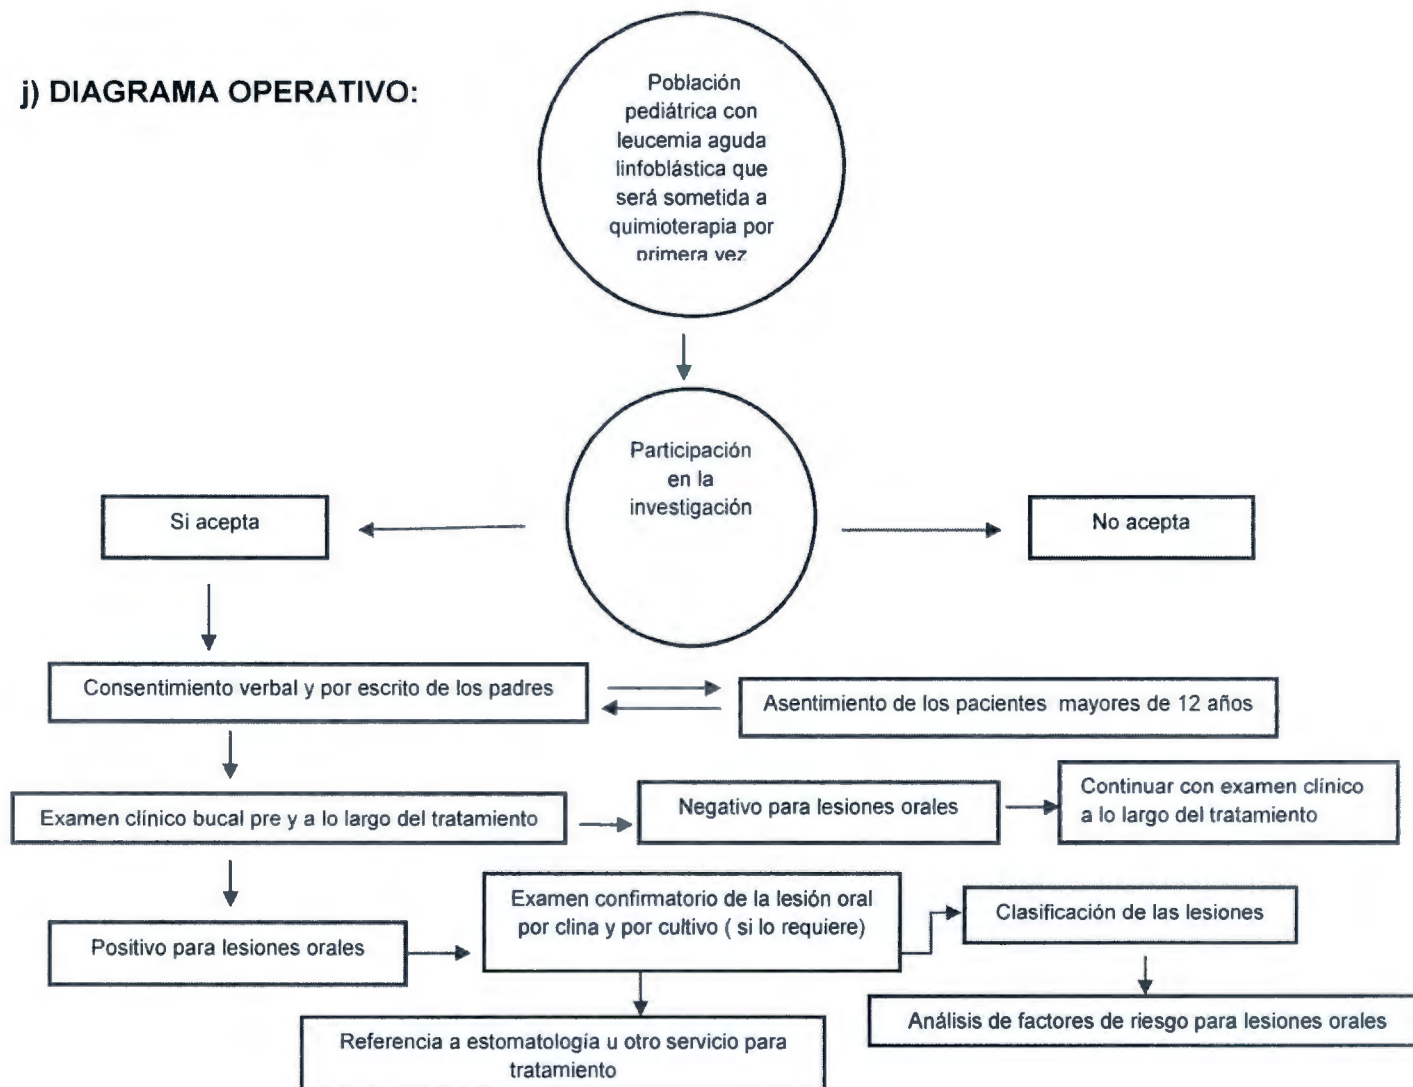 j) DIAGRAMA OPERATIVO:
Población
pediátrica con
leucemia aguda
linfoblástica que
será sometida a
quimioterapia por
primera vez
Participación
en la
investigación
Si acepta
No acepta
Consentimiento verbal y por escrito de los padres
Asentimiento de los pacientes mayores de 12 años
Examen clínico bucal pre y a lo largo del tratamiento
Negativo para lesiones orales
Continuar con examen clínico
a lo largo del tratamiento
Positivo para lesiones orales
Examen confirmatorio de la lesión oral
por clina y por cultivo ( si lo requiere)
Clasificación de las lesiones
Referencia a estomatología u otro servicio para
tratamiento
Análisis de factores de riesgo para lesiones orales